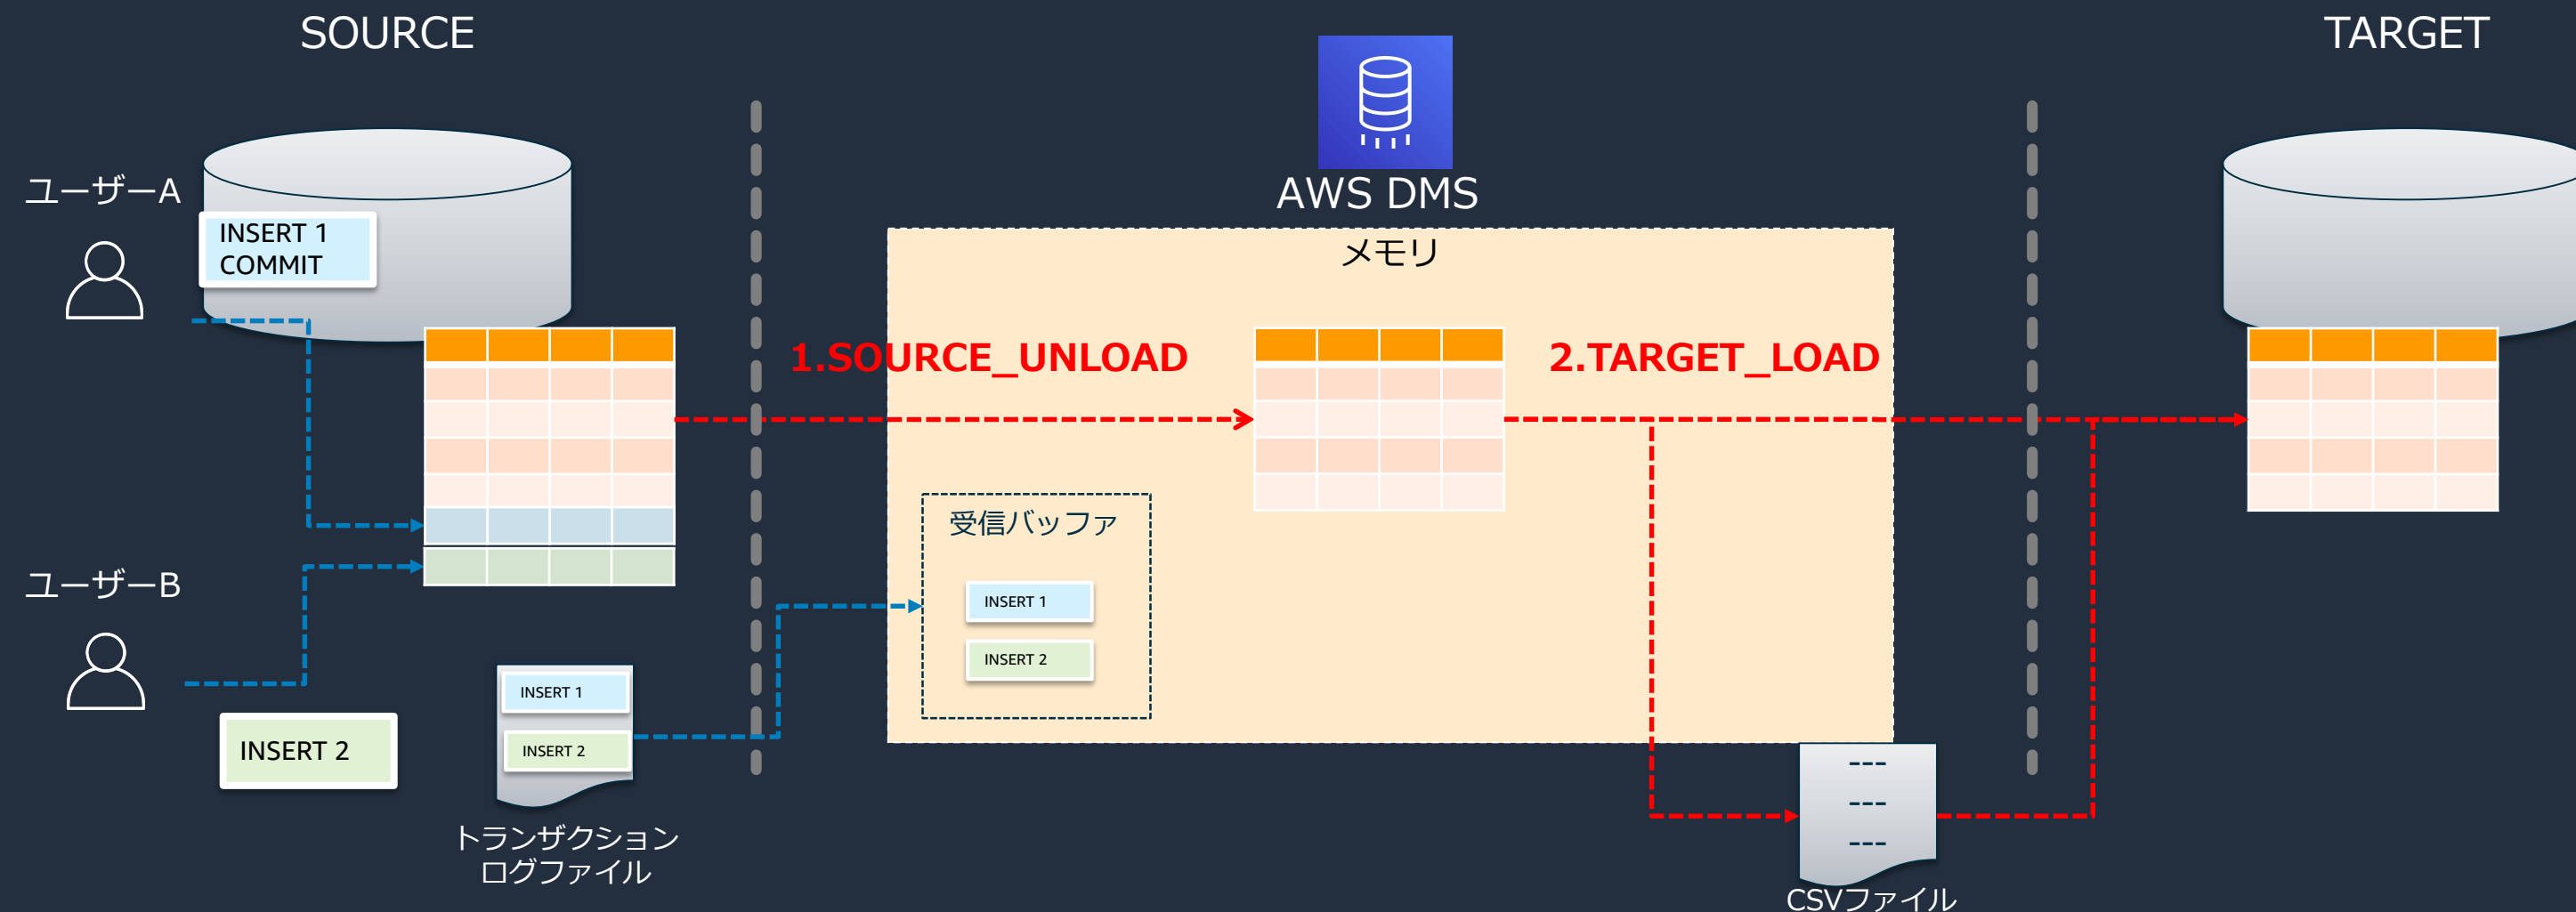 SOURCE
TARGET
AWS DMS
ユーザーA
INSERT 1
COMMIT
メモリ
1.SOURCE_UNLOAD
2.TARGET_LOAD
受信バッファ
INSERT 1
INSERT 2
ユーザーB
INSERT 2
INSERT 1
INSERT 2
トランザクション
ログファイル
---
---
---
CSVファイル